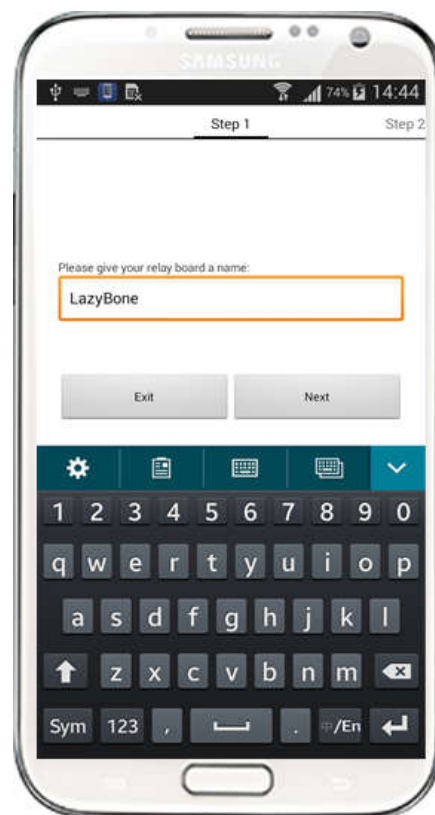 SAMSUNG
74% 14:44
Step 1 Step 2
Please give your relay board a name:
LazyBone
Exit Next
1 2 3 4 5 6 7 8 9 0
q w e r t y u i o p
a s d f g h j k l
z x c v b n m
Sym 123 , . 中/En